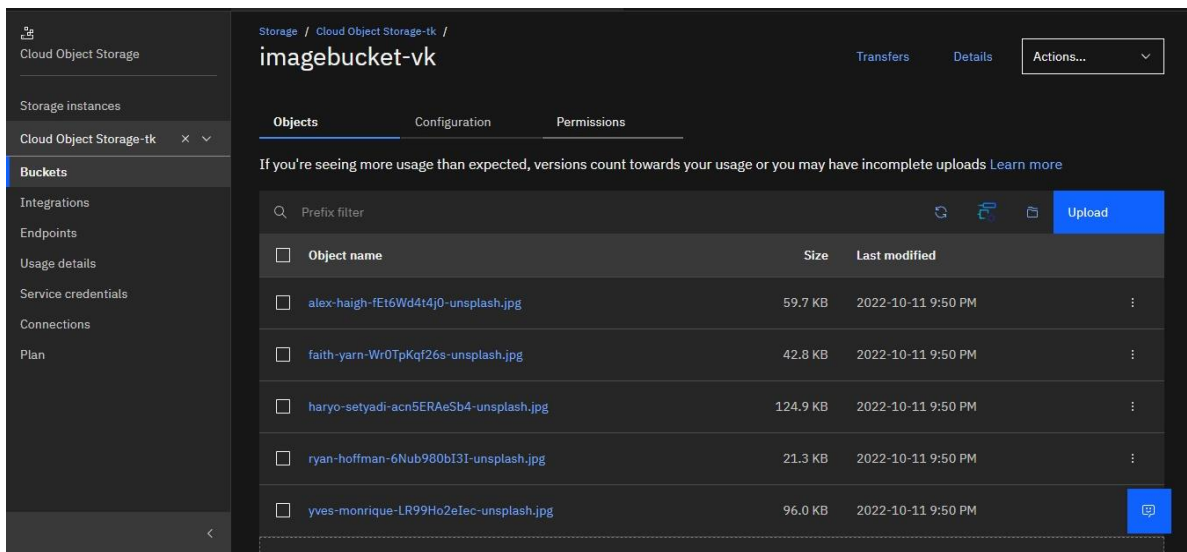 Cloud Object Storage
Storage instances
Cloud Object Storage-tk
Buckets
Integrations
Endpoints
Usage details
Service credentials
Connections
Plan
Storage / Cloud Object Storage-tk /
imagebucket-vk
Transfers Details Actions...
Objects Configuration Permissions
If you're seeing more usage than expected, versions count towards your usage or you may have incomplete uploads Learn more
Prefix filter Upload
Object name Size Last modified
alex-haigh-fEt6Wd4t4j0-unsplash.jpg 59.7 KB 2022-10-11 9:50 PM
faith-yarn-Wr0TpKqf26s-unsplash.jpg 42.8 KB 2022-10-11 9:50 PM
haryo-setyadi-acn5ERAeSb4-unsplash.jpg 124.9 KB 2022-10-11 9:50 PM
ryan-hoffman-6Nub980bI3I-unsplash.jpg 21.3 KB 2022-10-11 9:50 PM
yves-monrique-LR99Ho2eIec-unsplash.jpg 96.0 KB 2022-10-11 9:50 PM